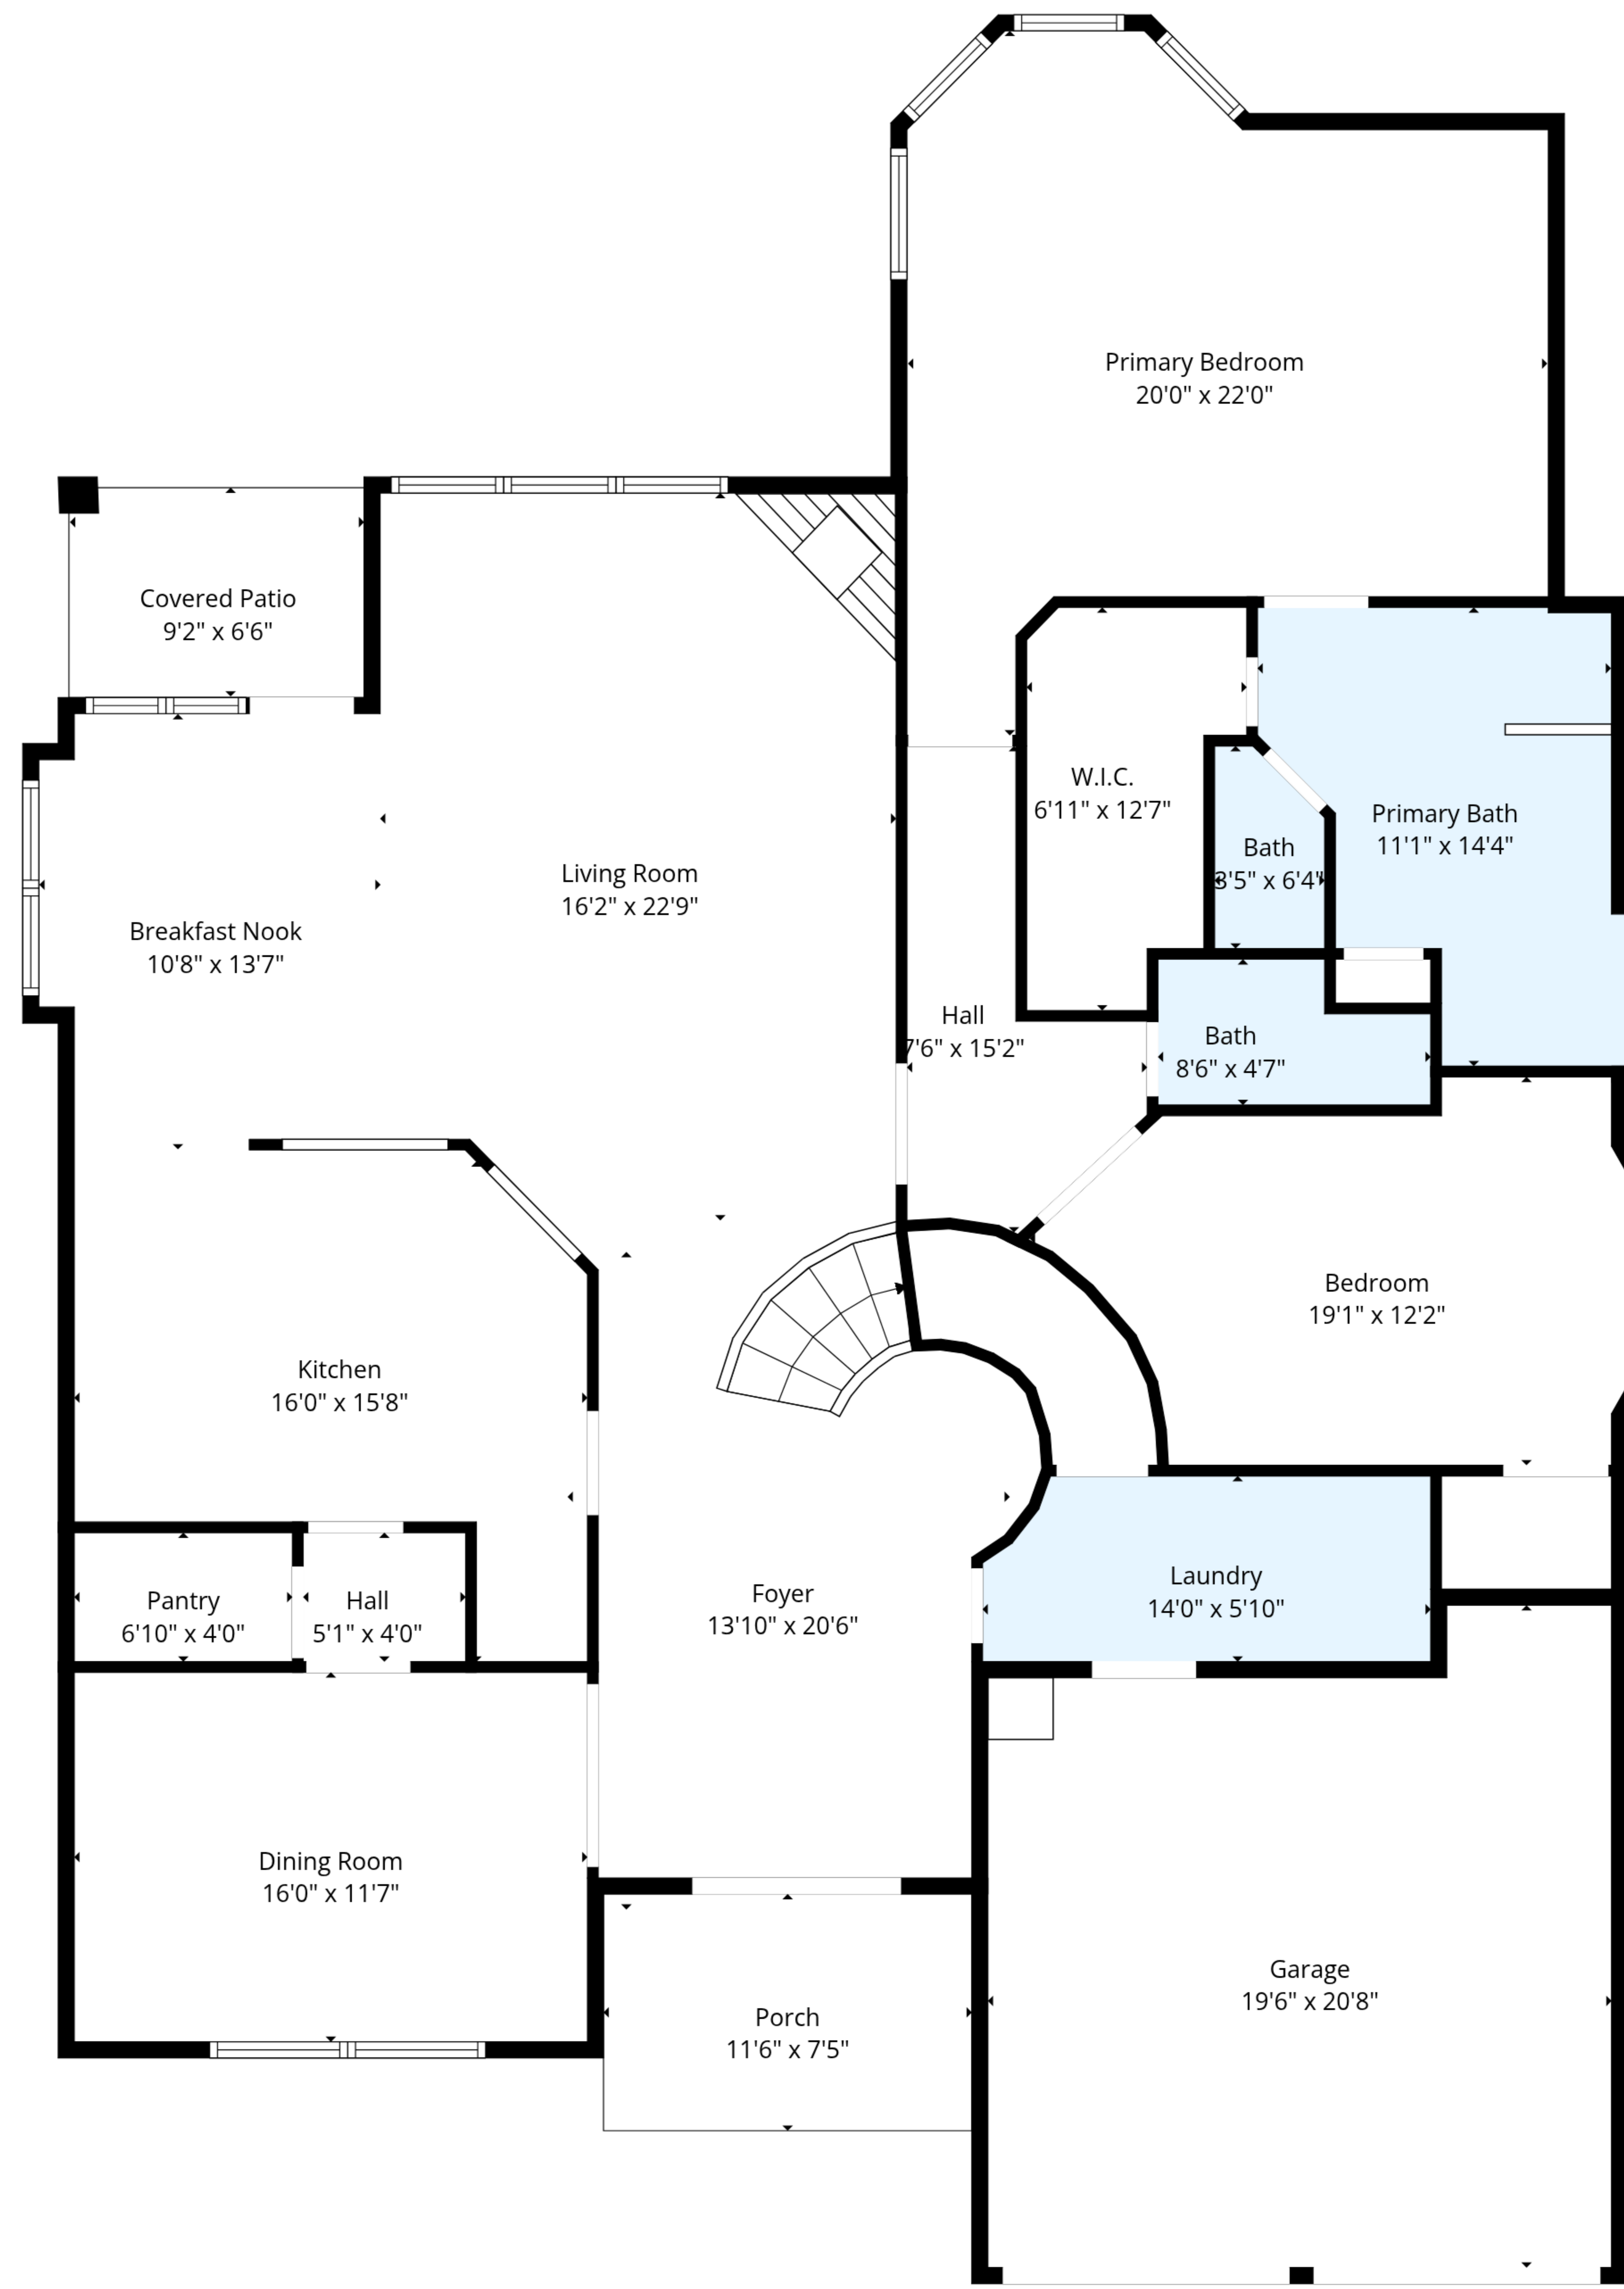 Primary Bedroom
20'0" x 22'0"
Covered Patio
9'2" x 6'6"
W.I.C.
6'11" x 12'7"
Primary Bath
11'1" x 14'4"
Bath
3'5" x 6'4"
Living Room
16'2" x 22'9"
Breakfast Nook
10'8" x 13'7"
Hall
7'6" x 15'2"
Bath
8'6" x 4'7"
Bedroom
19'1" x 12'2"
Kitchen
16'0" x 15'8"
Laundry
14'0" x 5'10"
Pantry
6'10" x 4'0"
Hall
5'1" x 4'0"
Foyer
13'10" x 20'6"
Dining Room
16'0" x 11'7"
Garage
19'6" x 20'8"
Porch
11'6" x 7'5"